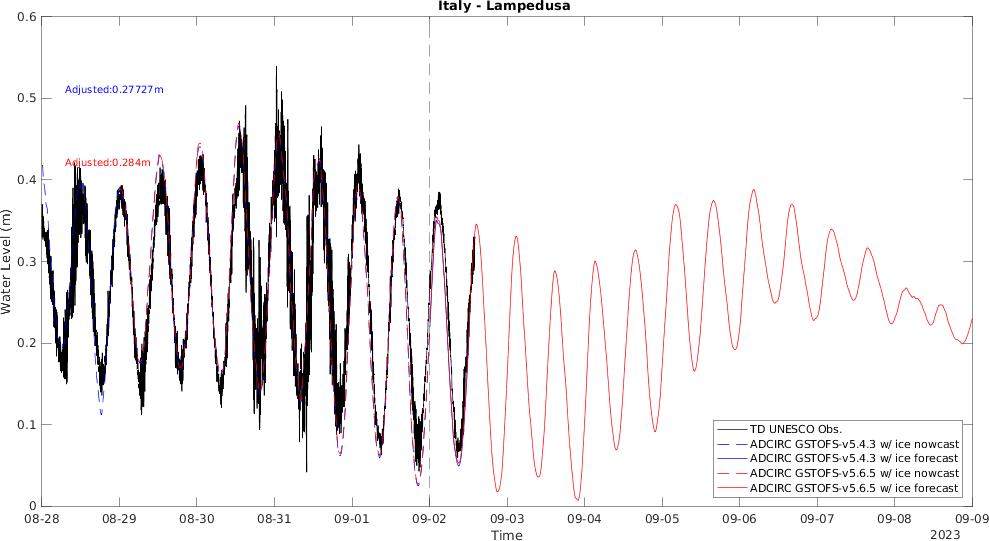 Italy - Lampedusa
0.6
0.5
0.4
0.3
0.2
0.1
0
Water Level (m)
Adjusted:0.27727m
Adjusted:0.284m
TD UNESCO Obs.
ADCIRC GSTOFS-v5.4.3 w/ ice nowcast
ADCIRC GSTOFS-v5.4.3 w/ ice forecast
ADCIRC GSTOFS-v5.6.5 w/ ice nowcast
ADCIRC GSTOFS-v5.6.5 w/ ice forecast
08-28 08-29 08-30 08-31 09-01 09-02 09-03 09-04 09-05 09-06 09-07 09-08 09-09
Time
2023